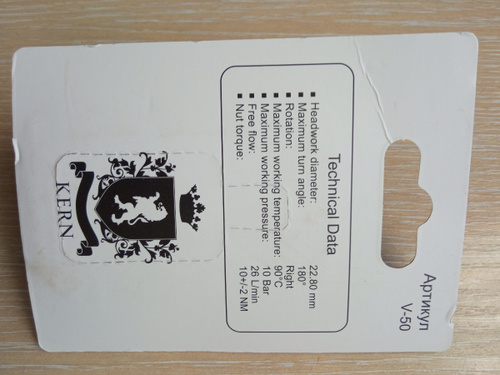 Артикул
V-50
Technical Data
Headwork diameter: 22,80 mm
Maximum turn angle: 180°
Rotation: Right
Maximum working temperature: 90°C
Maximum working pressure: 10 Bar
Free flow: 26 L/min
Nut torque: 10+/-2 NM
KERN